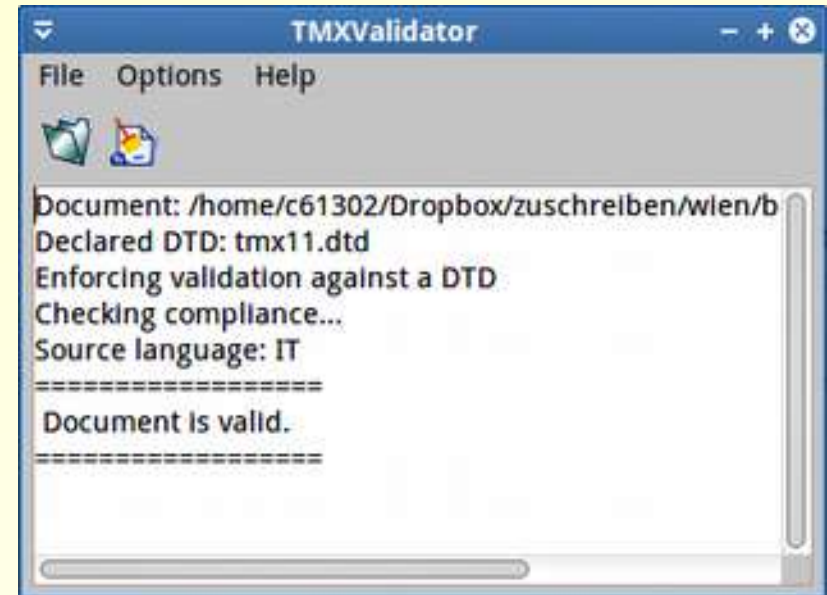 TMXValidator
File Options Help
Document: /home/c61302/Dropbox/zuschreiben/wien/b
Declared DTD: tmx11.dtd
Enforcing validation against a DTD
Checking compliance...
Source language: IT
===================
Document is valid.
===================